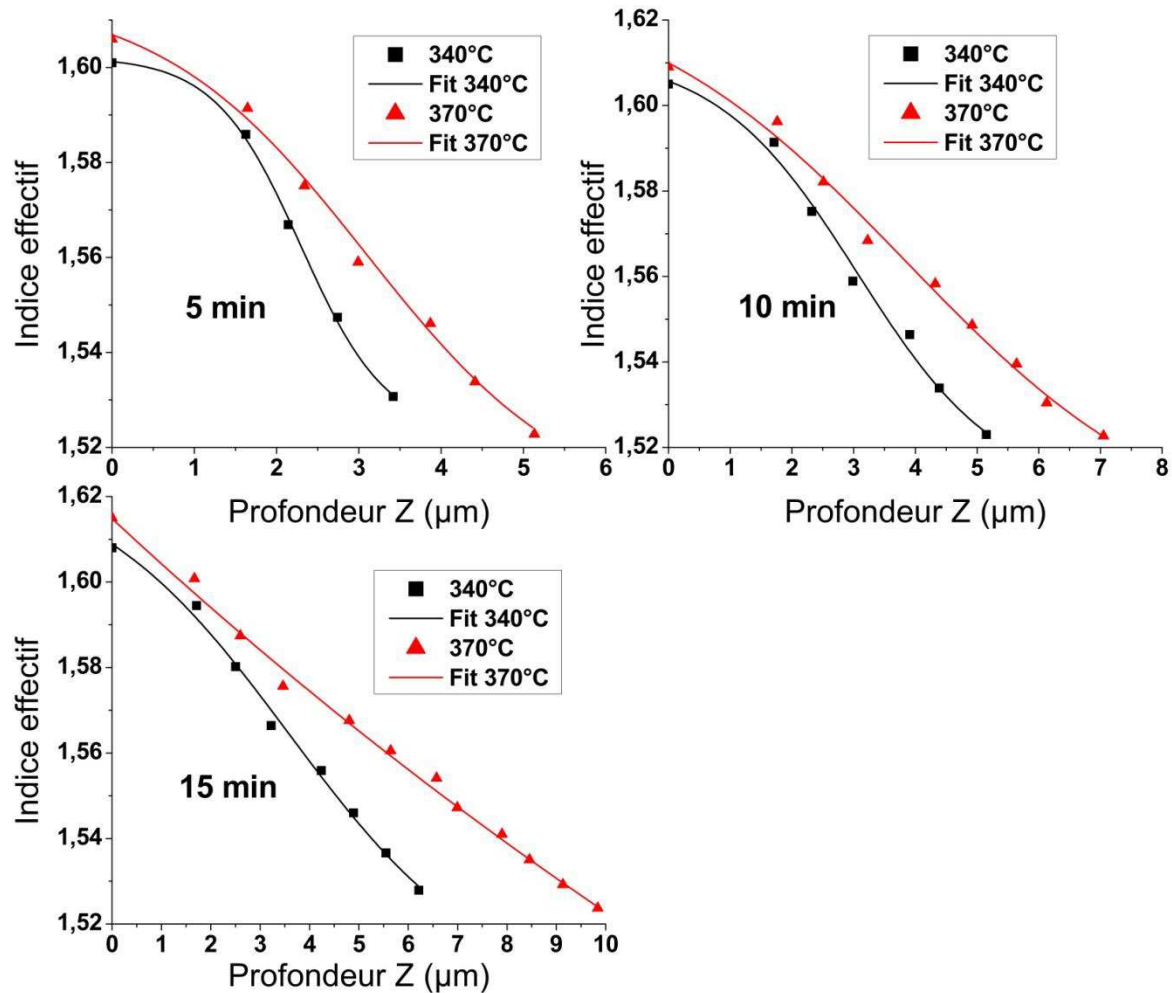 Indice effectif
1,60
1,58
1,56
1,54
1,52
340°C
Fit 340°C
370°C
Fit 370°C
5 min
0 1 2 3 4 5 6
Profondeur Z (µm)
Indice effectif
1,62
1,60
1,58
1,56
1,54
1,52
340°C
Fit 340°C
370°C
Fit 370°C
10 min
0 1 2 3 4 5 6 7 8
Profondeur Z (µm)
Indice effectif
1,62
1,60
1,58
1,56
1,54
1,52
340°C
Fit 340°C
370°C
Fit 370°C
15 min
0 1 2 3 4 5 6 7 8 9 10
Profondeur Z (µm)